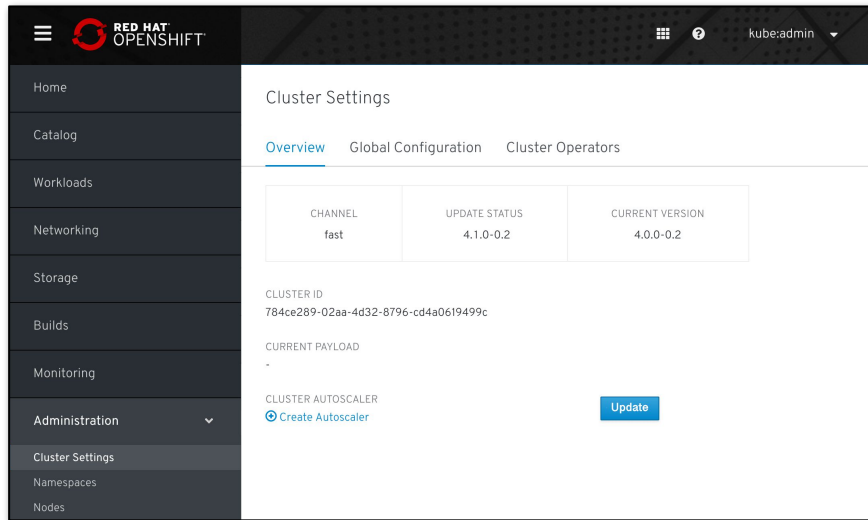 RED HAT
OPENSHIFT
kube:admin
Home
Catalog
Workloads
Networking
Storage
Builds
Monitoring
Administration
Cluster Settings
Namespaces
Nodes
Cluster Settings
Overview Global Configuration Cluster Operators
CHANNEL UPDATE STATUS CURRENT VERSION
fast 4.1.0-0.2 4.0.0-0.2
CLUSTER ID
784ce289-02aa-4d32-8796-cd4a0619499c
CURRENT PAYLOAD
-
CLUSTER AUTOSCALER
Create Autoscaler
Update